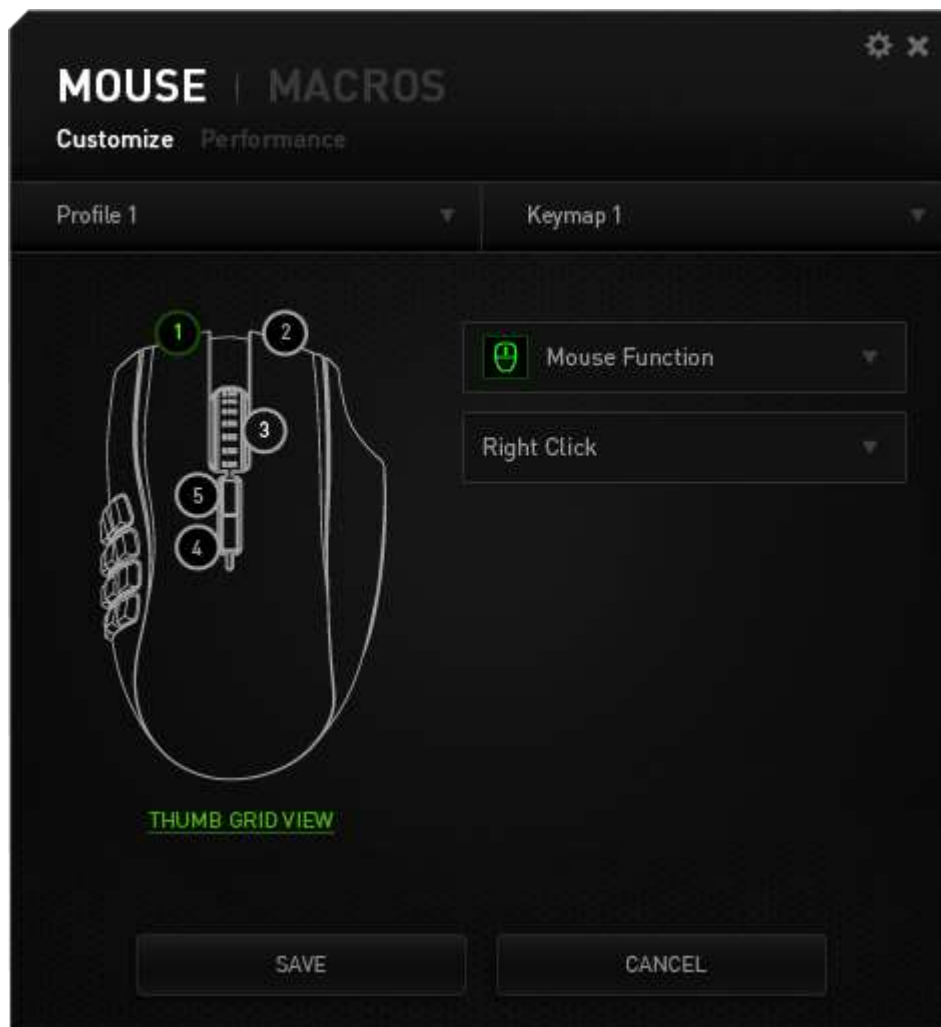 MOUSE | MACROS
Customize Performance
Profile 1 Keymap 1
1 2
Mouse Function
3
Right Click
5
4
THUMB GRID VIEW
SAVE CANCEL